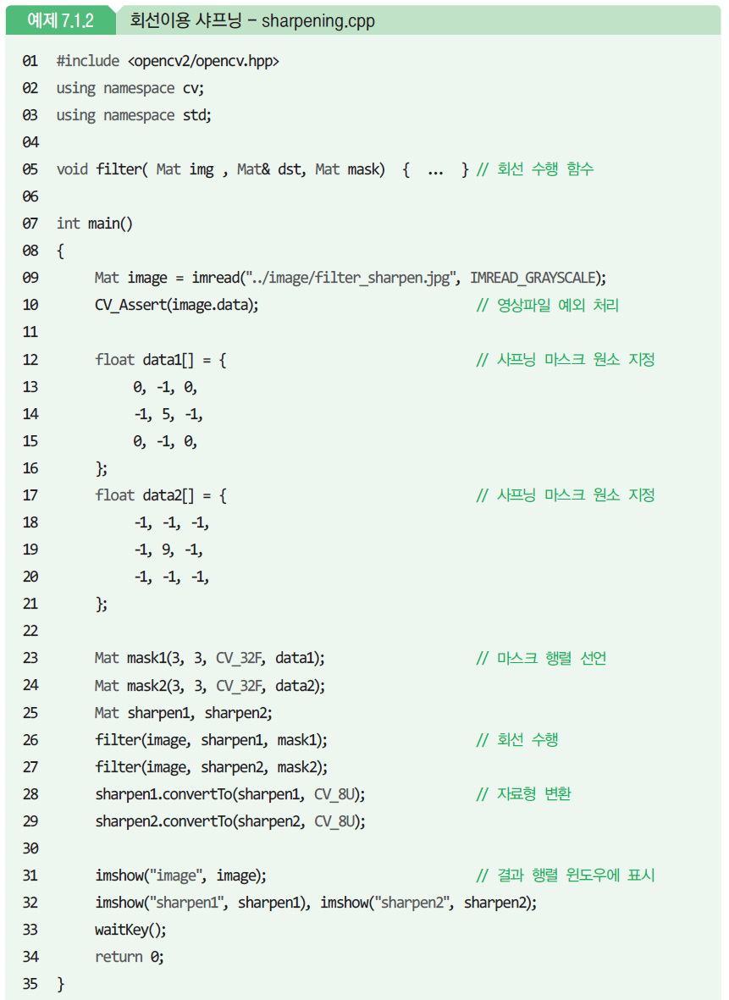 예제 7.1.2 회선이용 샤프닝 – sharpening.cpp
01 #include <opencv2/opencv.hpp>
02 using namespace cv;
03 using namespace std;
04
05 void filter( Mat img , Mat& dst, Mat mask) { … } // 회선 수행 함수
06
07 int main()
08 {
09 Mat image = imread("../image/filter_sharpen.jpg", IMREAD_GRAYSCALE);
10 CV_Assert(image.data); // 영상파일 예외 처리
11
12 float data1[] = { // 샤프닝 마스크 원소 지정
13 0, -1, 0,
14 -1, 5, -1,
15 0, -1, 0,
16 };
17 float data2[] = { // 샤프닝 마스크 원소 지정
18 -1, -1, -1,
19 -1, 9, -1,
20 -1, -1, -1,
21 };
22
23 Mat mask1(3, 3, CV_32F, data1); // 마스크 행렬 선언
24 Mat mask2(3, 3, CV_32F, data2);
25 Mat sharpen1, sharpen2;
26 filter(image, sharpen1, mask1); // 회선 수행
27 filter(image, sharpen2, mask2);
28 sharpen1.convertTo(sharpen1, CV_8U); // 자료형 변환
29 sharpen2.convertTo(sharpen2, CV_8U);
30
31 imshow("image", image); // 결과 행렬 윈도우에 표시
32 imshow("sharpen1", sharpen1), imshow("sharpen2", sharpen2);
33 waitKey();
34 return 0;
35 }